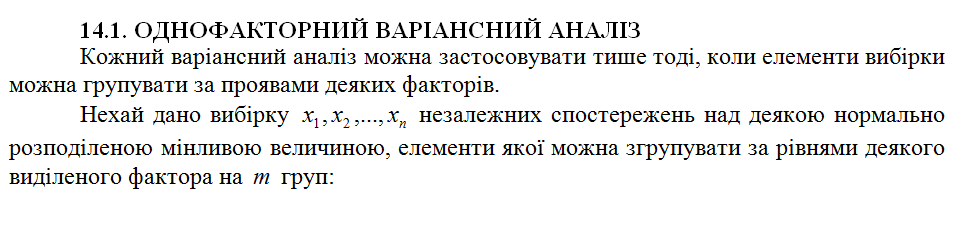 14.1. ОДНОФАКТОРНИЙ ВАРІАНСНИЙ АНАЛІЗ
Кожний варіансний аналіз можна застосовувати тише тоді, коли елементи вибірки
можна групувати за проявами деяких факторів.
Нехай дано вибірку x₁, x₂,..., xₙ незалежних спостережень над деякою нормально
розподіленою мінливою величиною, елементи якої можна згрупувати за рівнями деякого
виділеного фактора на m груп: